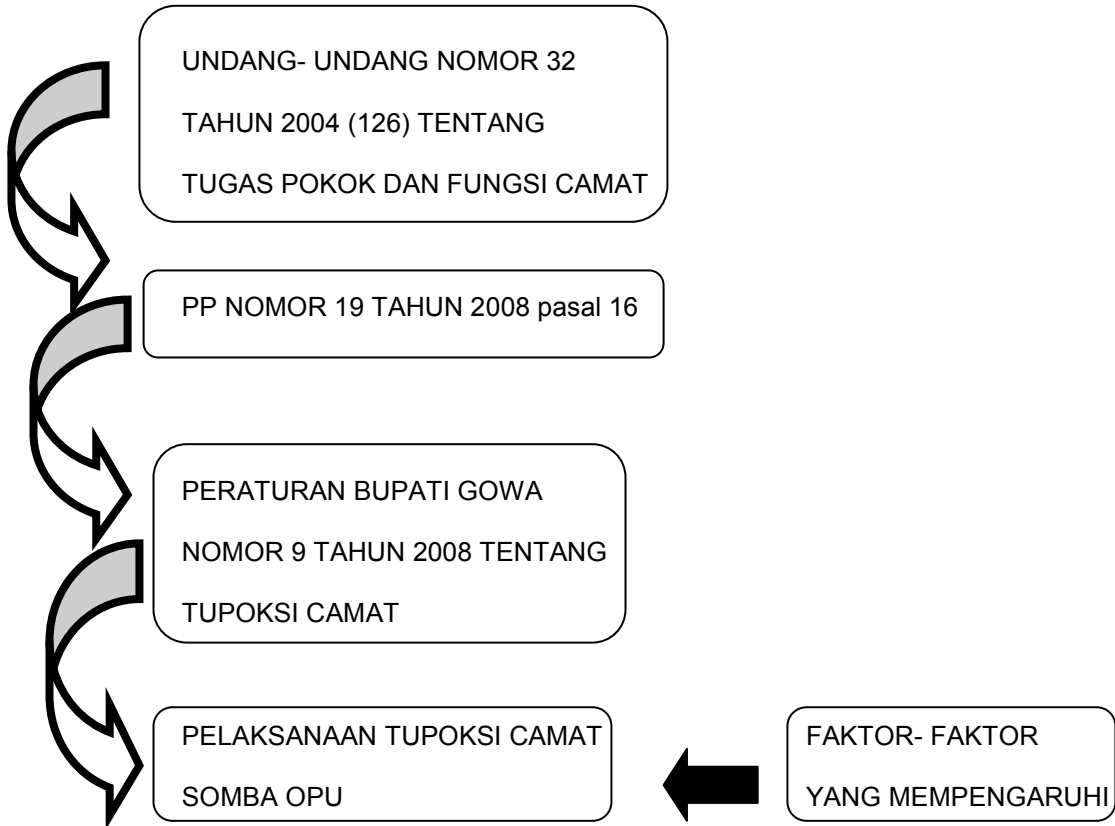 UNDANG- UNDANG NOMOR 32
TAHUN 2004 (126) TENTANG
TUGAS POKOK DAN FUNGSI CAMAT
PP NOMOR 19 TAHUN 2008 pasal 16
PERATURAN BUPATI GOWA
NOMOR 9 TAHUN 2008 TENTANG
TUPOKSI CAMAT
PELAKSANAAN TUPOKSI CAMAT
SOMBA OPU
FAKTOR- FAKTOR
YANG MEMPENGARUHI